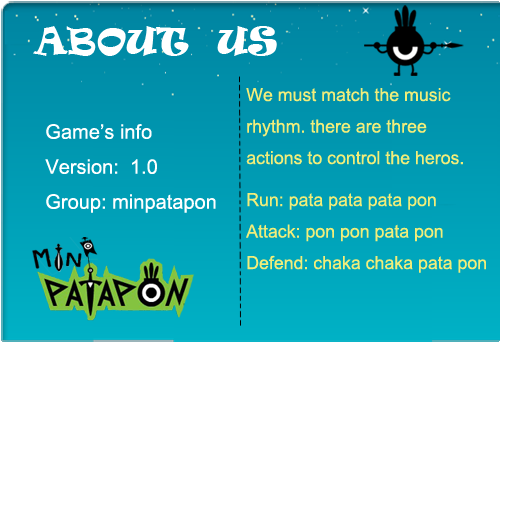 ABOUT US
Game's info
Version: 1.0
Group: minpatapon
MINI
PATAPON
We must match the music
rhythm. there are three
actions to control the heros.
Run: pata pata pata pon
Attack: pon pon pata pon
Defend: chaka chaka pata pon